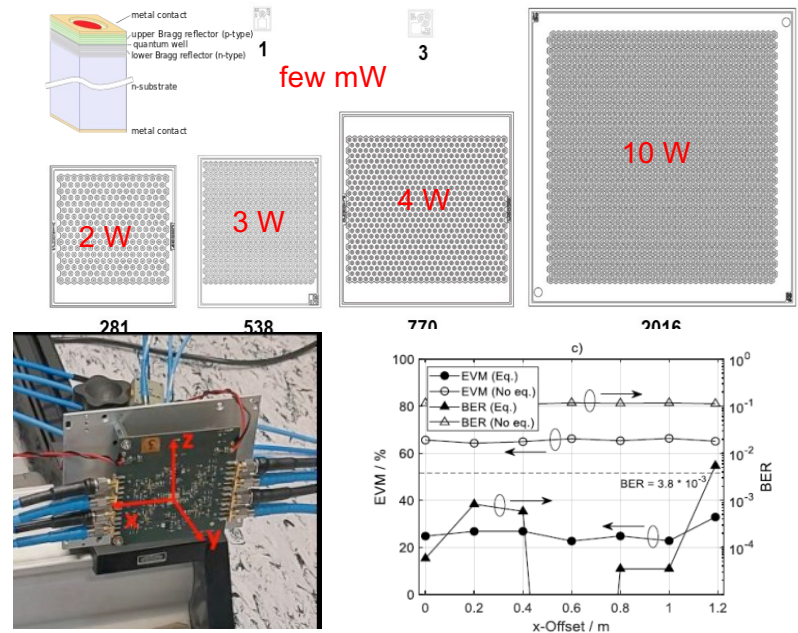 metal contact
upper Bragg reflector (p-type)
quantum well
lower Bragg reflector (n-type)
n-substrate
metal contact
1
3
few mW
2 W
3 W
4 W
10 W
281
538
770
2016
z
x
y
c)
EVM (Eq.)
EVM (No eq.)
BER (Eq.)
BER (No eq.)
BER = 3.8 * 10⁻³
EVM / %
100
80
60
40
20
0
10⁰
10⁻¹
10⁻²
10⁻³
10⁻⁴
BER
0
0.2
0.4
0.6
0.8
1
1.2
x-Offset / m